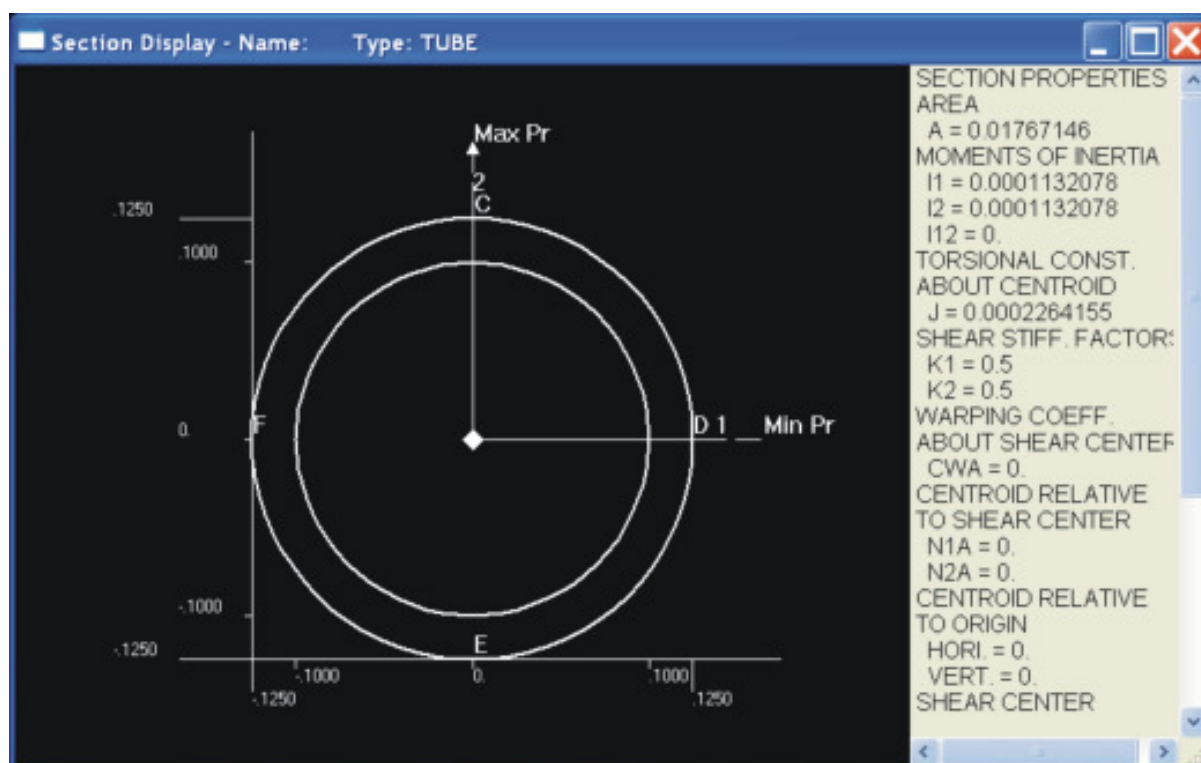 Section Display - Name: Type: TUBE
Max Pr
2
C
.1250
.1000
0.
F
D 1
Min Pr
-.1000
-.1250
E
-.1000
0.
.1000
-.1250
.1250
SECTION PROPERTIES
AREA
A = 0.01767146
MOMENTS OF INERTIA
I1 = 0.0001132078
I2 = 0.0001132078
I12 = 0.
TORSIONAL CONST.
ABOUT CENTROID
J = 0.0002264155
SHEAR STIFF. FACTORS
K1 = 0.5
K2 = 0.5
WARPING COEFF.
ABOUT SHEAR CENTER
CWA = 0.
CENTROID RELATIVE
TO SHEAR CENTER
N1A = 0.
N2A = 0.
CENTROID RELATIVE
TO ORIGIN
HORI. = 0.
VERT. = 0.
SHEAR CENTER